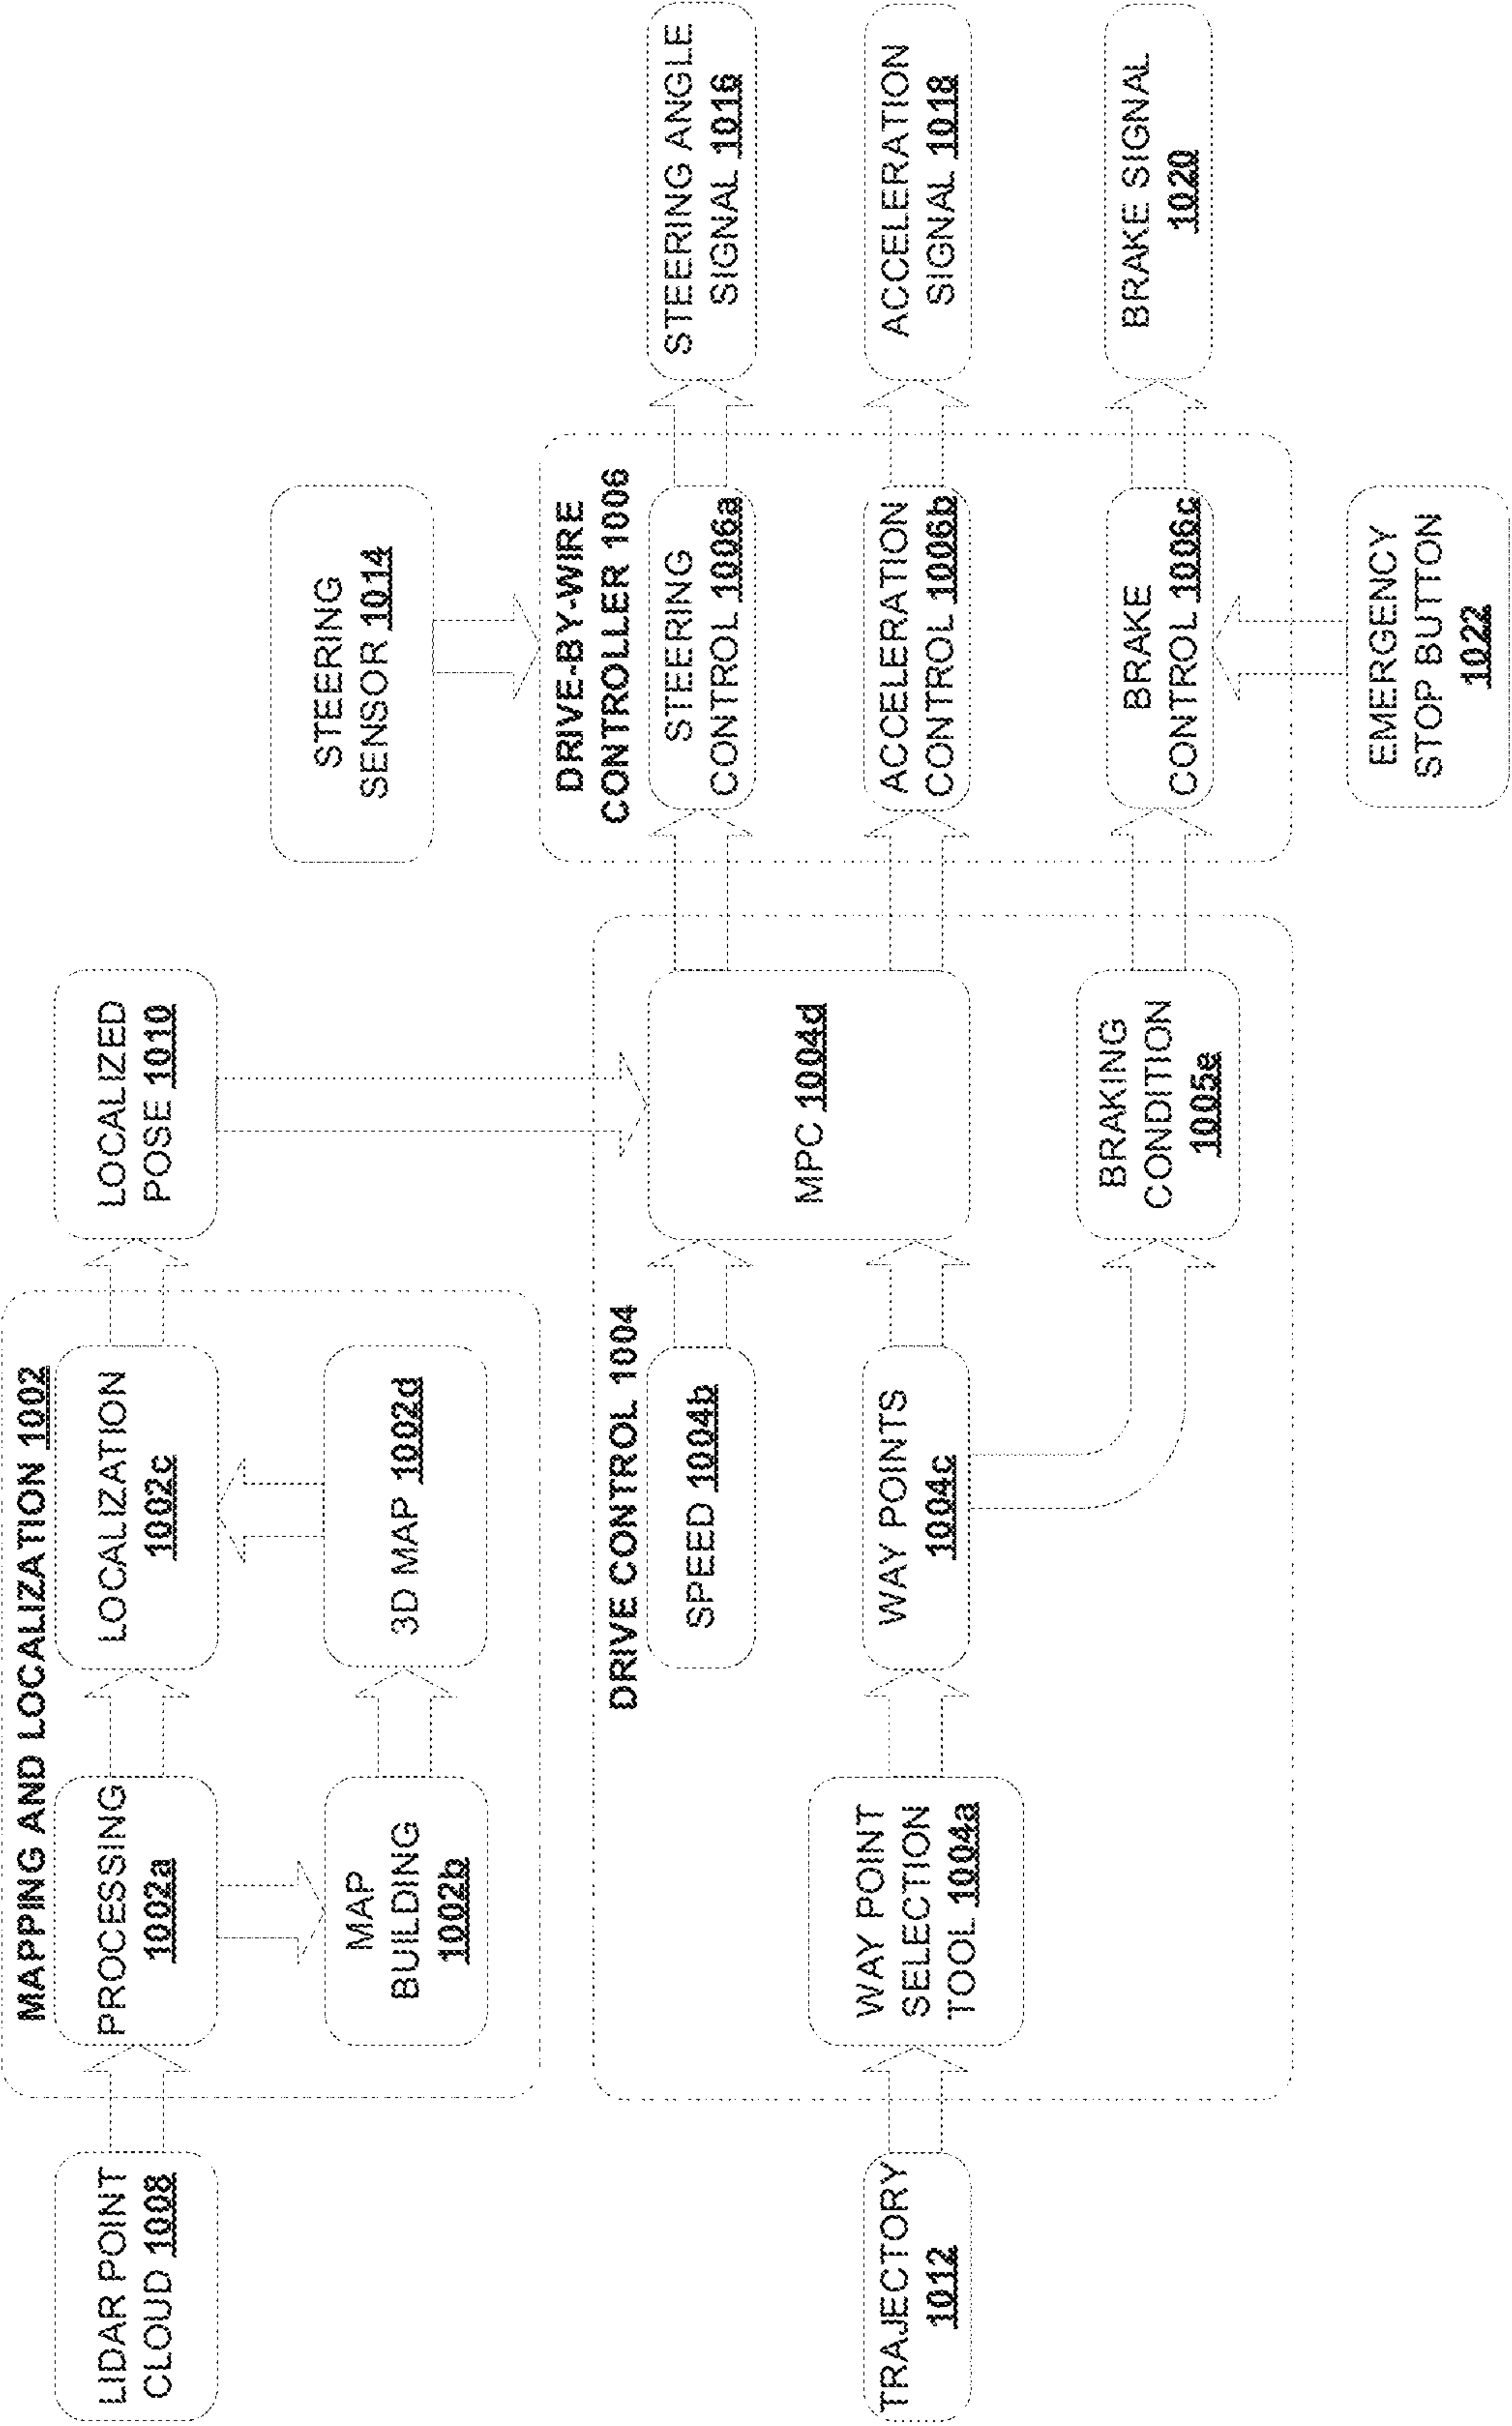 MAPPING AND LOCALIZATION 1002
LIDAR POINT
CLOUD 1008
PROCESSING
1002a
LOCALIZATION
1002c
LOCALIZED
POSE 1010
MAP
BUILDING
1002b
3D MAP 1002d
STEERING
SENSOR 1014
DRIVE-BY-WIRE
CONTROLLER 1006
DRIVE CONTROL 1004
SPEED 1004b
MPC 1004d
STEERING
CONTROL 1006a
STEERING ANGLE
SIGNAL 1016
TRAJECTORY
1012
WAY POINT
SELECTION
TOOL 1004a
WAY POINTS
1004c
ACCELERATION
CONTROL 1006b
ACCELERATION
SIGNAL 1018
BRAKING
CONDITION
1005e
BRAKE
CONTROL 1006c
BRAKE SIGNAL
1020
EMERGENCY
STOP BUTTON
1022